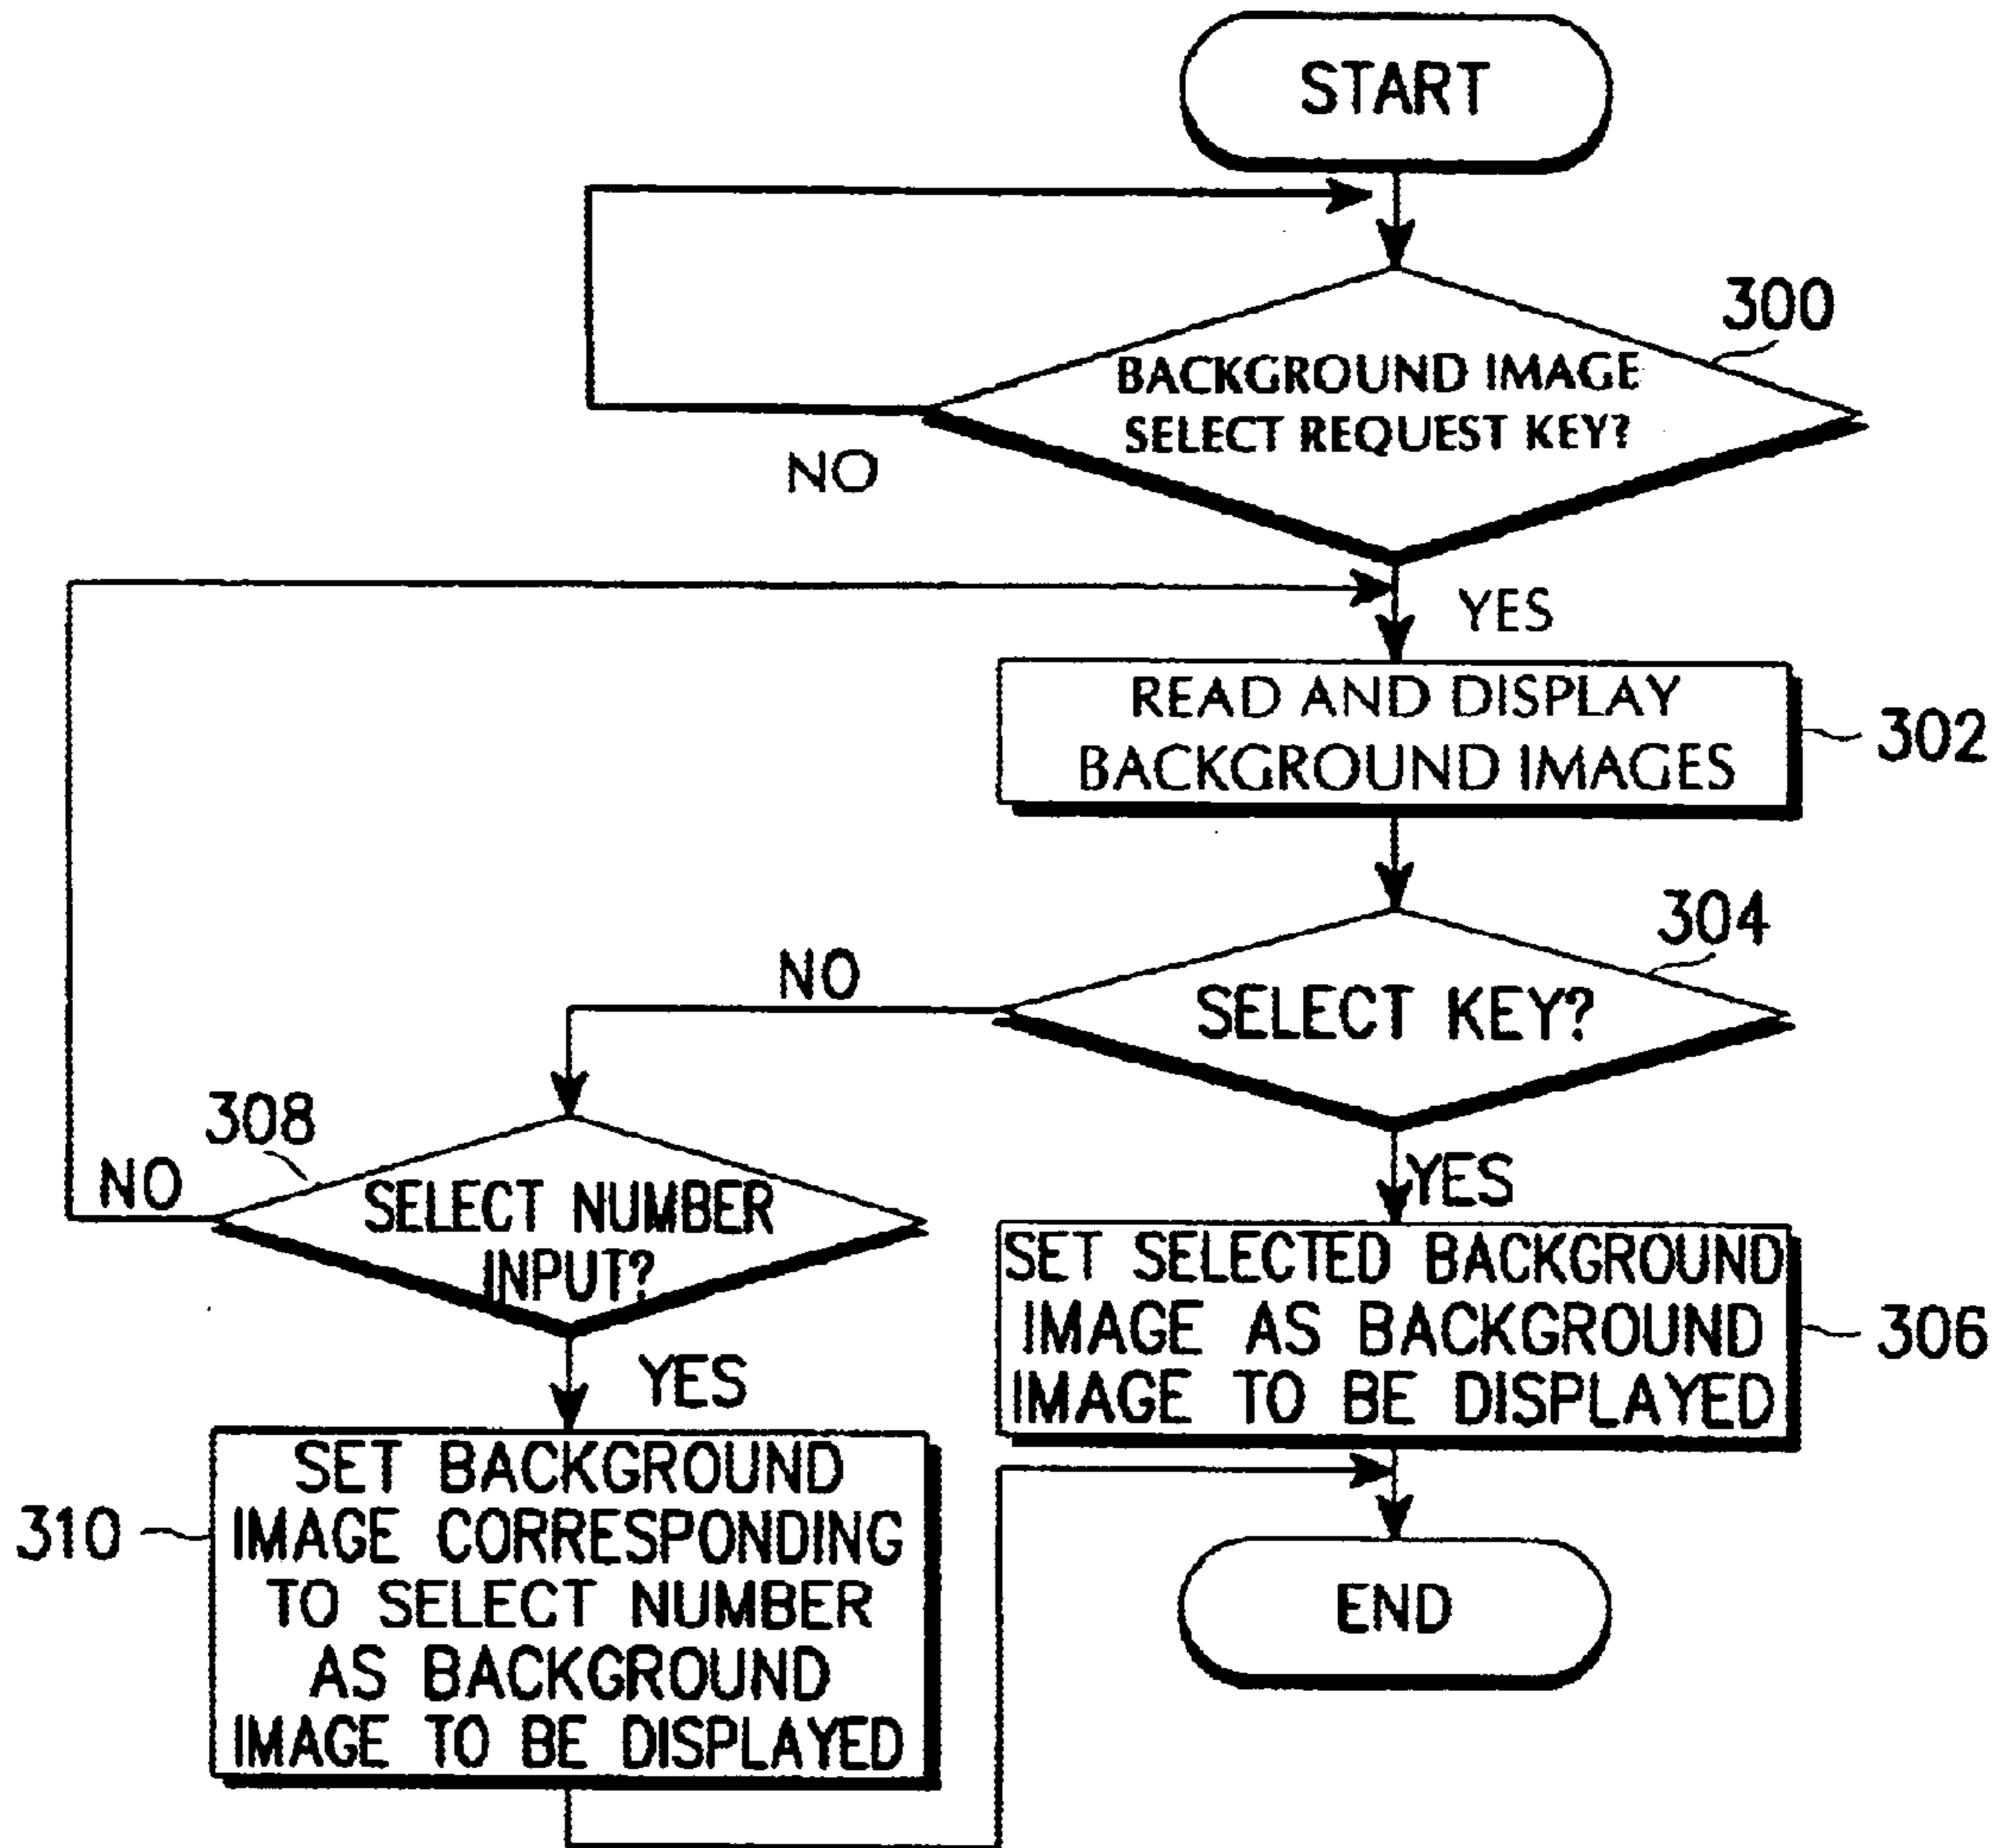 START
300
BACKGROUND IMAGE
SELECT REQUEST KEY?
NO
YES
READ AND DISPLAY
BACKGROUND IMAGES
302
304
NO
SELECT KEY?
308
NO
SELECT NUMBER
INPUT?
YES
YES
SET SELECTED BACKGROUND
IMAGE AS BACKGROUND
IMAGE TO BE DISPLAYED
306
310
SET BACKGROUND
IMAGE CORRESPONDING
TO SELECT NUMBER
AS BACKGROUND
IMAGE TO BE DISPLAYED
END